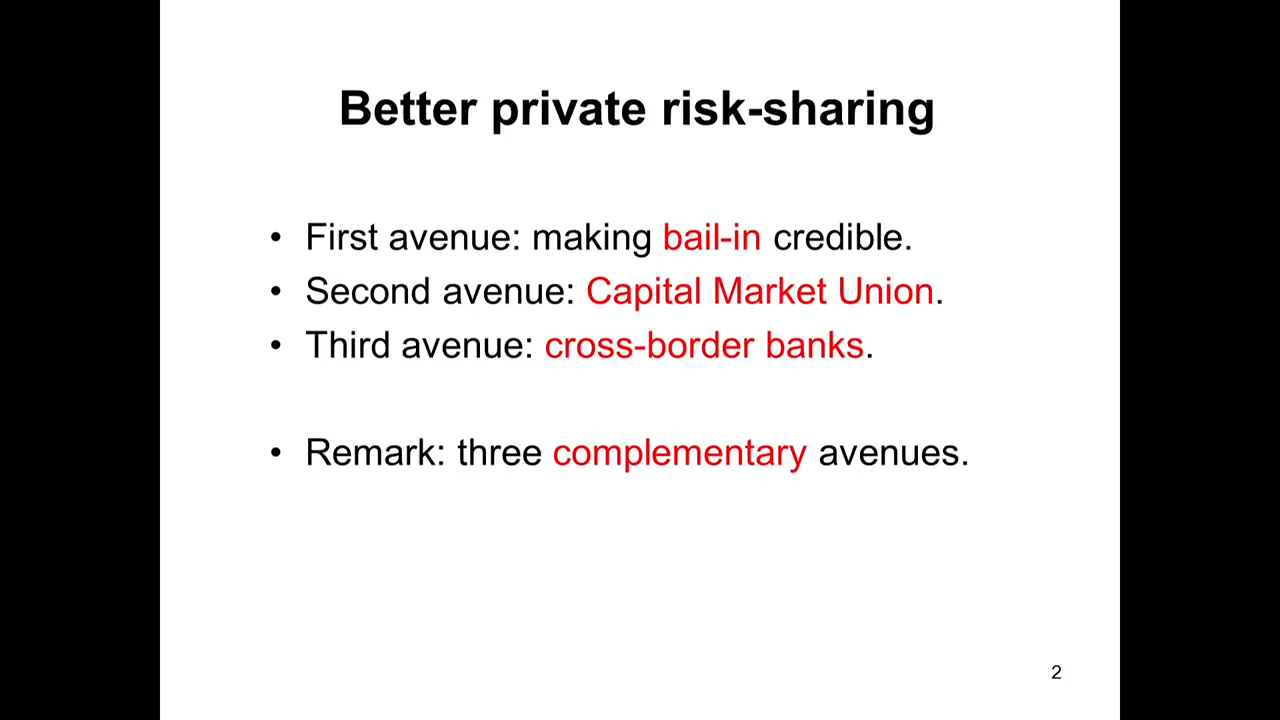 Better private risk-sharing
• First avenue: making bail-in credible.
• Second avenue: Capital Market Union.
• Third avenue: cross-border banks.
• Remark: three complementary avenues.
2